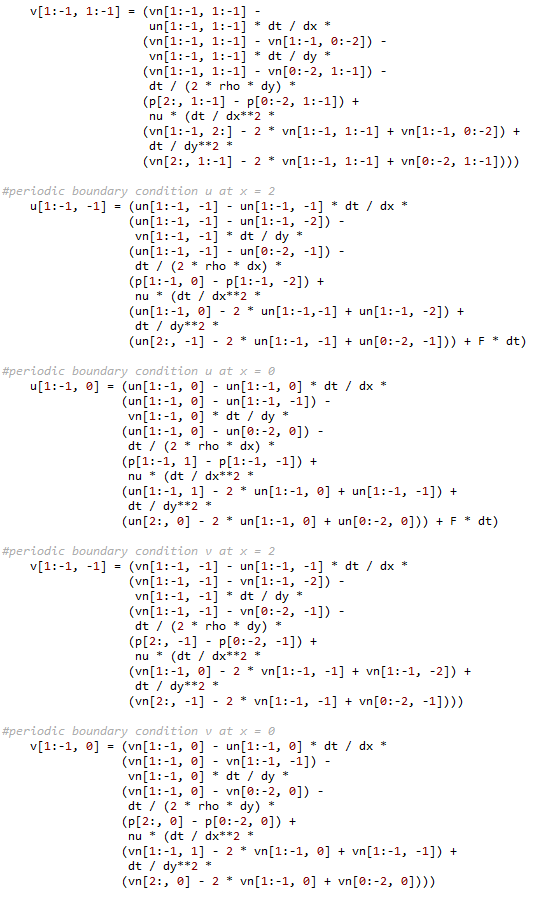 v[1:-1, 1:-1] = (vn[1:-1, 1:-1] -
un[1:-1, 1:-1] * dt / dx *
(vn[1:-1, 1:-1] - vn[1:-1, 0:-2]) -
vn[1:-1, 1:-1] * dt / dy *
(vn[1:-1, 1:-1] - vn[0:-2, 1:-1]) -
dt / (2 * rho * dy) *
(p[2:, 1:-1] - p[0:-2, 1:-1]) +
nu * (dt / dx**2 *
(vn[1:-1, 2:] - 2 * vn[1:-1, 1:-1] + vn[1:-1, 0:-2]) +
dt / dy**2 *
(vn[2:, 1:-1] - 2 * vn[1:-1, 1:-1] + vn[0:-2, 1:-1])))
#periodic boundary condition u at x = 2
u[1:-1, -1] = (un[1:-1, -1] - un[1:-1, -1] * dt / dx *
(un[1:-1, -1] - un[1:-1, -2]) -
vn[1:-1, -1] * dt / dy *
(un[1:-1, -1] - un[0:-2, -1]) -
dt / (2 * rho * dx) *
(p[1:-1, 0] - p[1:-1, -2]) +
nu * (dt / dx**2 *
(un[1:-1, 0] - 2 * un[1:-1,-1] + un[1:-1, -2]) +
dt / dy**2 *
(un[2:, -1] - 2 * un[1:-1, -1] + un[0:-2, -1])) + F * dt)
#periodic boundary condition u at x = 0
u[1:-1, 0] = (un[1:-1, 0] - un[1:-1, 0] * dt / dx *
(un[1:-1, 0] - un[1:-1, -1]) -
vn[1:-1, 0] * dt / dy *
(un[1:-1, 0] - un[0:-2, 0]) -
dt / (2 * rho * dx) *
(p[1:-1, 1] - p[1:-1, -1]) +
nu * (dt / dx**2 *
(un[1:-1, 1] - 2 * un[1:-1, 0] + un[1:-1, -1]) +
dt / dy**2 *
(un[2:, 0] - 2 * un[1:-1, 0] + un[0:-2, 0])) + F * dt)
#periodic boundary condition v at x = 2
v[1:-1, -1] = (vn[1:-1, -1] - un[1:-1, -1] * dt / dx *
(vn[1:-1, -1] - vn[1:-1, -2]) -
vn[1:-1, -1] * dt / dy *
(vn[1:-1, -1] - vn[0:-2, -1]) -
dt / (2 * rho * dy) *
(p[2:, -1] - p[0:-2, -1]) +
nu * (dt / dx**2 *
(vn[1:-1, 0] - 2 * vn[1:-1, -1] + vn[1:-1, -2]) +
dt / dy**2 *
(vn[2:, -1] - 2 * vn[1:-1, -1] + vn[0:-2, -1])))
#periodic boundary condition v at x = 0
v[1:-1, 0] = (vn[1:-1, 0] - un[1:-1, 0] * dt / dx *
(vn[1:-1, 0] - vn[1:-1, -1]) -
vn[1:-1, 0] * dt / dy *
(vn[1:-1, 0] - vn[0:-2, 0]) -
dt / (2 * rho * dy) *
(p[2:, 0] - p[0:-2, 0]) +
nu * (dt / dx**2 *
(vn[1:-1, 1] - 2 * vn[1:-1, 0] + vn[1:-1, -1]) +
dt / dy**2 *
(vn[2:, 0] - 2 * vn[1:-1, 0] + vn[0:-2, 0])))